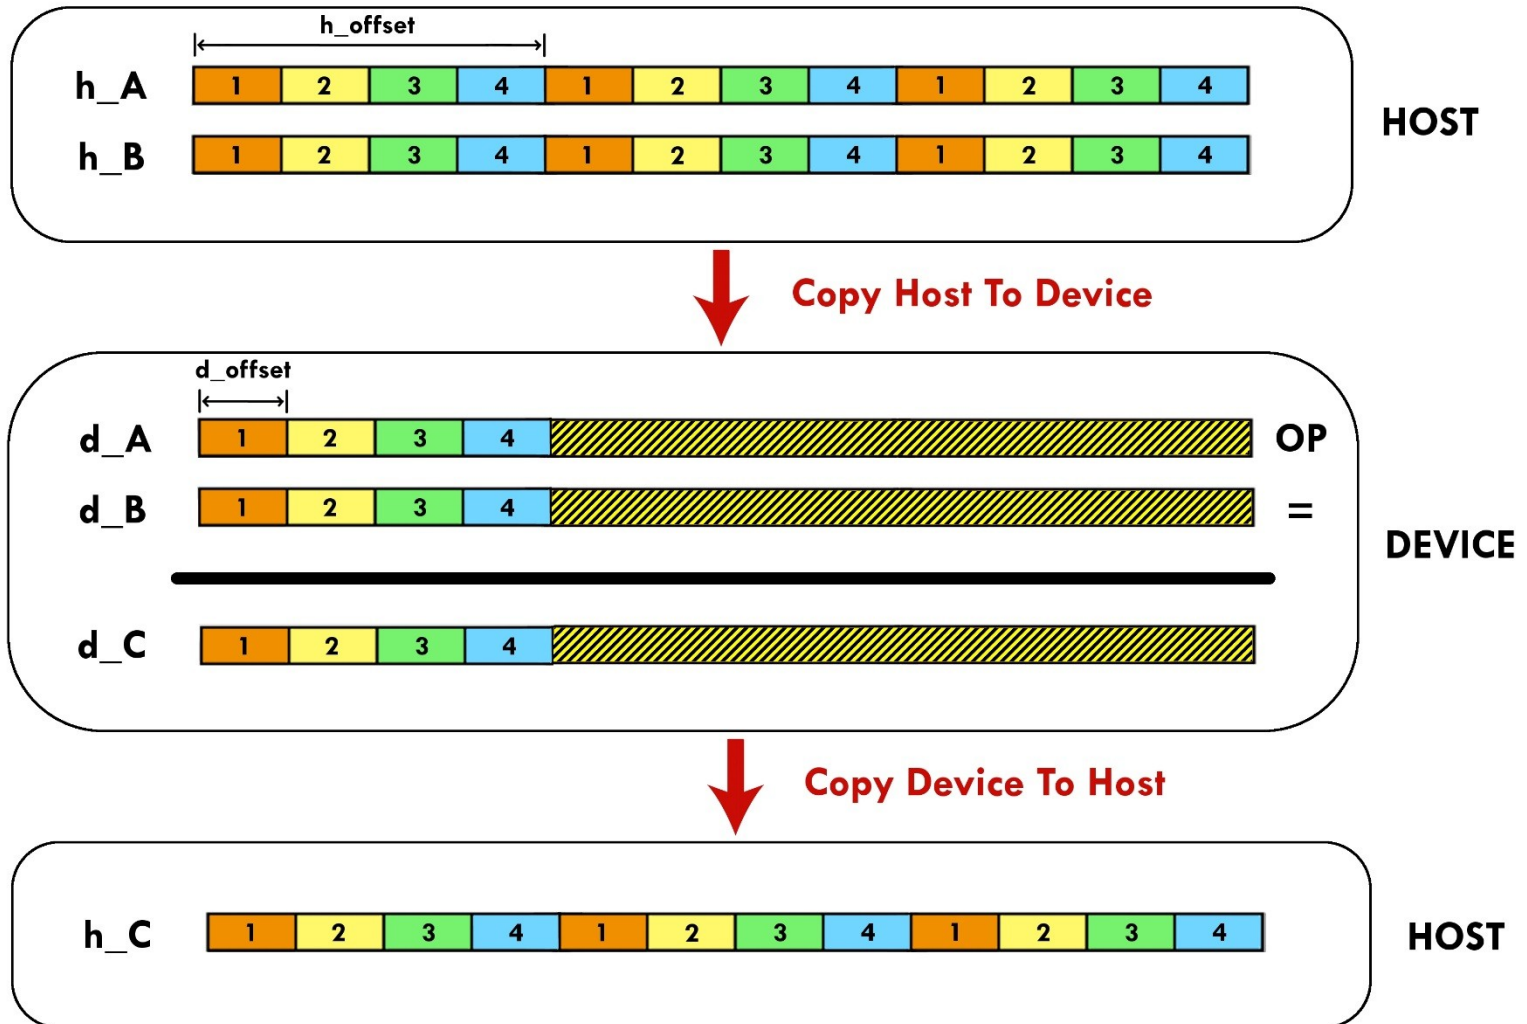 h_offset
h_A 1 2 3 4 1 2 3 4 1 2 3 4
HOST
h_B 1 2 3 4 1 2 3 4 1 2 3 4
Copy Host To Device
d_offset
d_A 1 2 3 4 OP
d_B 1 2 3 4 =
DEVICE
d_C 1 2 3 4
Copy Device To Host
h_C 1 2 3 4 1 2 3 4 1 2 3 4
HOST